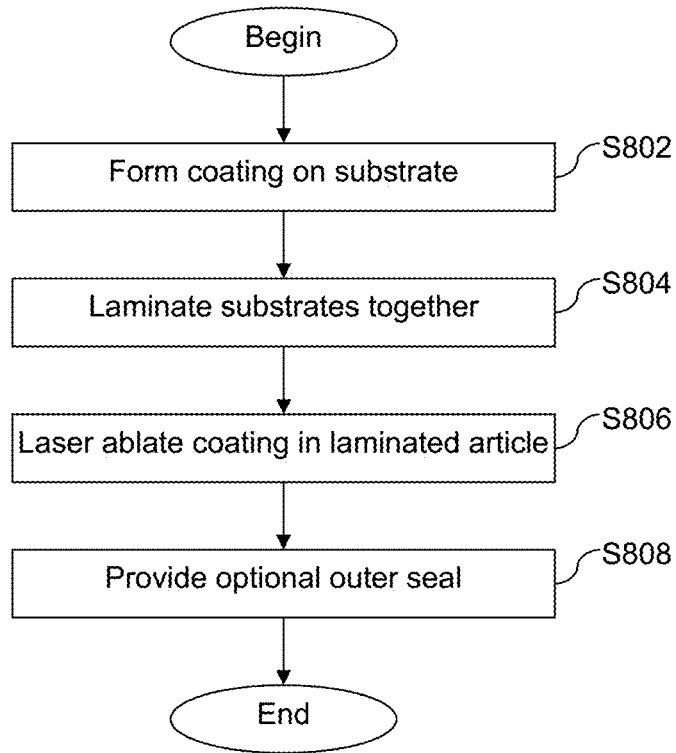 Begin
Form coating on substrate
S802
Laminate substrates together
S804
Laser ablate coating in laminated article
S806
Provide optional outer seal
S808
End